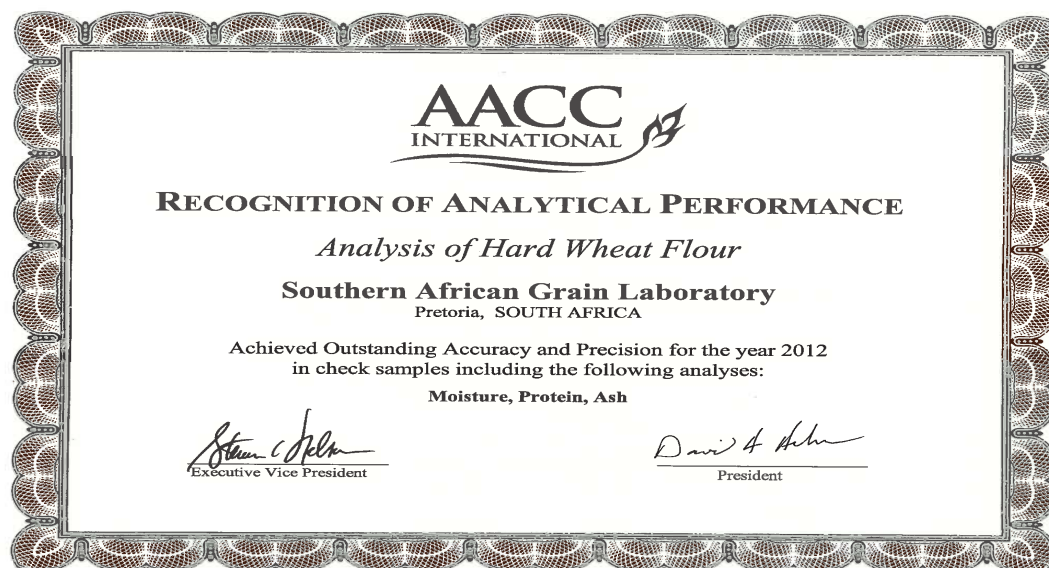 AACC
INTERNATIONAL
RECOGNITION OF ANALYTICAL PERFORMANCE
Analysis of Hard Wheat Flour
Southern African Grain Laboratory
Pretoria, SOUTH AFRICA
Achieved Outstanding Accuracy and Precision for the year 2012
in check samples including the following analyses:
Moisture, Protein, Ash
Executive Vice President
President